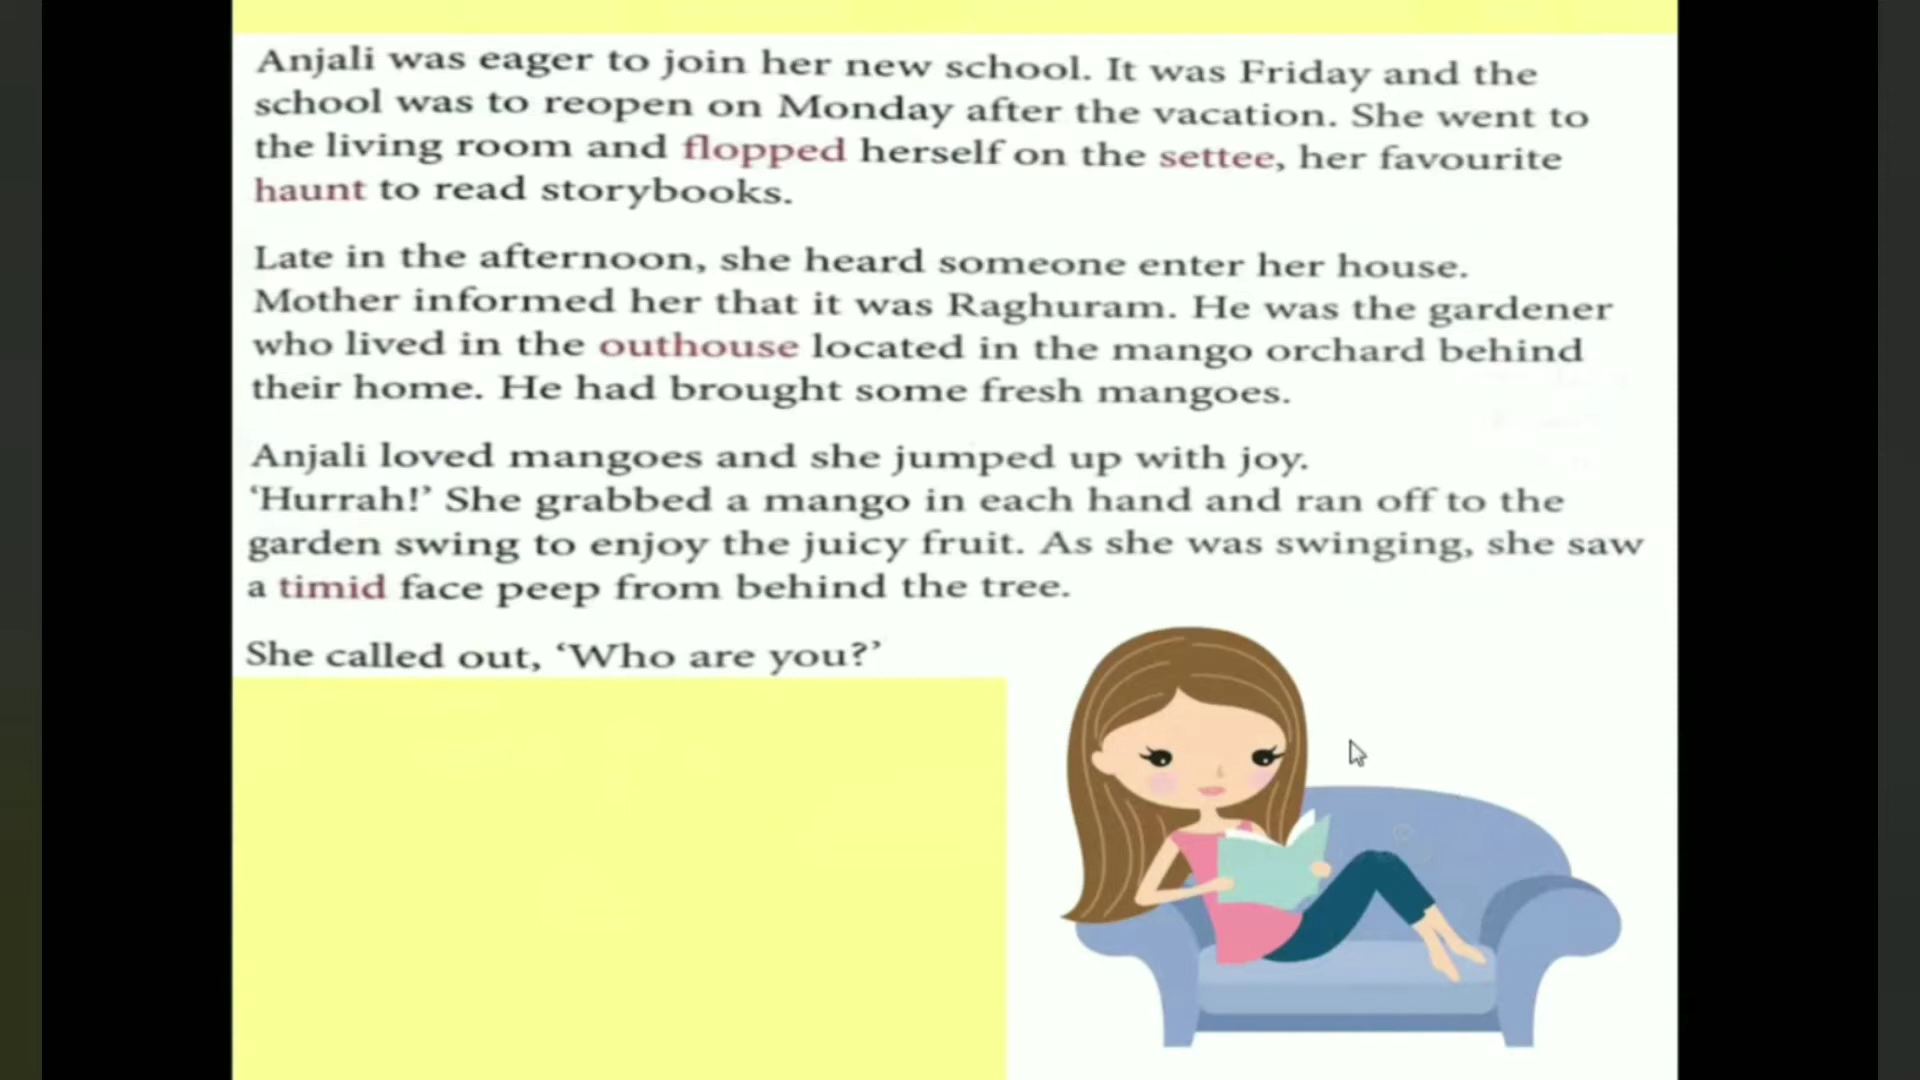 Anjali was eager to join her new school. It was Friday and the
school was to reopen on Monday after the vacation. She went to
the living room and flopped herself on the settee, her favourite
haunt to read storybooks.
Late in the afternoon, she heard someone enter her house.
Mother informed her that it was Raghuram. He was the gardener
who lived in the outhouse located in the mango orchard behind
their home. He had brought some fresh mangoes.
Anjali loved mangoes and she jumped up with joy.
‘Hurrah!’ She grabbed a mango in each hand and ran off to the
garden swing to enjoy the juicy fruit. As she was swinging, she saw
a timid face peep from behind the tree.
She called out, ‘Who are you?’